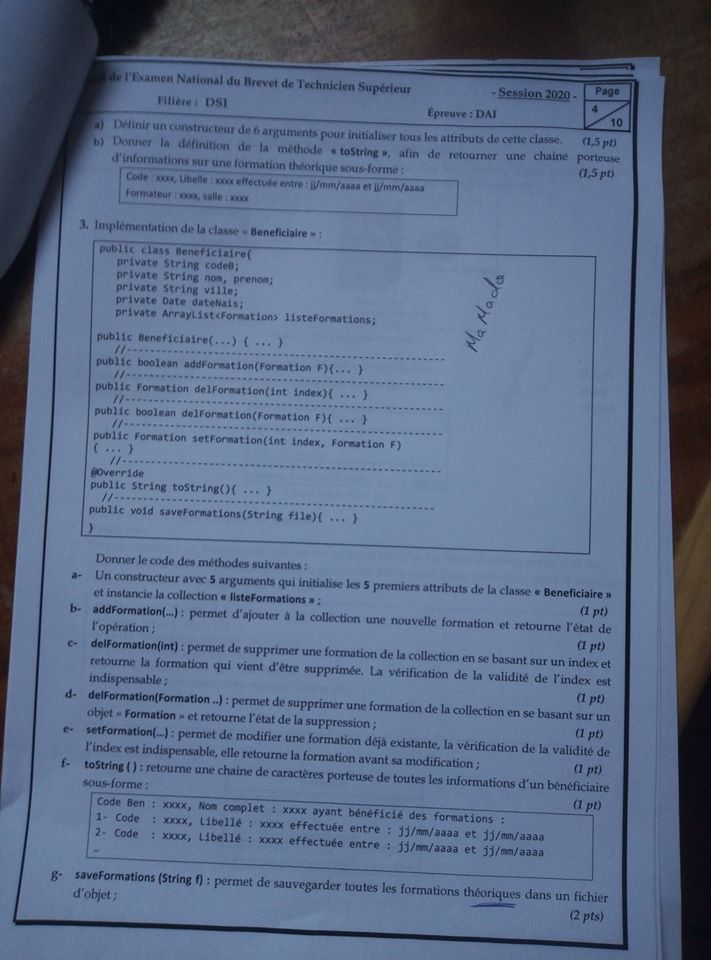 de l'Examen National du Brevet de Technicien Supérieur
- Session 2020 -
Page
4
10
Filière : DSI
Épreuve : DAI
a) Définir un constructeur de 6 arguments pour initialiser tous les attributs de cette classe. (1,5 pt)
b) Donner la définition de la méthode « toString », afin de retourner une chaine porteuse
d'informations sur une formation théorique sous-forme : (1,5 pt)
Code : xxxx, Libelle : xxxx effectuée entre : jj/mm/aaaa et jj/mm/aaaa
Formateur : xxxx, salle : xxxx
3. Implémentation de la classe « Beneficiaire » :
public class Beneficiaire{
private String codeB;
private String nom, prenom;
private String ville;
private Date dateNais;
private ArrayList<Formation> listeFormations;
Ma Mada
public Beneficiaire(...) { ... }
//----------------------------------------------
public boolean addFormation(Formation F){... }
//----------------------------------------------
public Formation delFormation(int index){ ... }
//----------------------------------------------
public boolean delFormation(Formation F){ ... }
//----------------------------------------------
public Formation setFormation(int index, Formation F)
{ ... }
//----------------------------------------------
@Override
public String toString(){ ... }
//----------------------------------------------
public void saveFormations(String file){ ... }
}
Donner le code des méthodes suivantes :
a- Un constructeur avec 5 arguments qui initialise les 5 premiers attributs de la classe « Beneficiaire »
et instancie la collection « listeFormations » ; (1 pt)
b- addFormation(...) : permet d'ajouter à la collection une nouvelle formation et retourne l'état de
l'opération ; (1 pt)
c- delFormation(int) : permet de supprimer une formation de la collection en se basant sur un index et
retourne la formation qui vient d'être supprimée. La vérification de la validité de l'index est
indispensable ; (1 pt)
d- delFormation(Formation ..) : permet de supprimer une formation de la collection en se basant sur un
objet « Formation » et retourne l'état de la suppression ; (1 pt)
e- setFormation(...) : permet de modifier une formation déjà existante, la vérification de la validité de
l'index est indispensable, elle retourne la formation avant sa modification ; (1 pt)
f- toString ( ) : retourne une chaine de caractères porteuse de toutes les informations d'un bénéficiaire
sous-forme : (1 pt)
Code Ben : xxxx, Nom complet : xxxx ayant bénéficié des formations :
1- Code : xxxx, Libellé : xxxx effectuée entre : jj/mm/aaaa et jj/mm/aaaa
2- Code : xxxx, Libellé : xxxx effectuée entre : jj/mm/aaaa et jj/mm/aaaa
…
g- saveFormations (String f) : permet de sauvegarder toutes les formations théoriques dans un fichier
d'objet ; (2 pts)